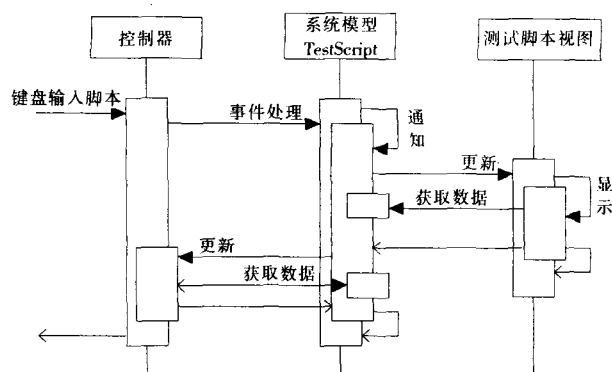 控制器
系统模型
TestScript
测试脚本视图
键盘输入脚本
事件处理
通
知
更新
显
示
获取数据
更新
获取数据